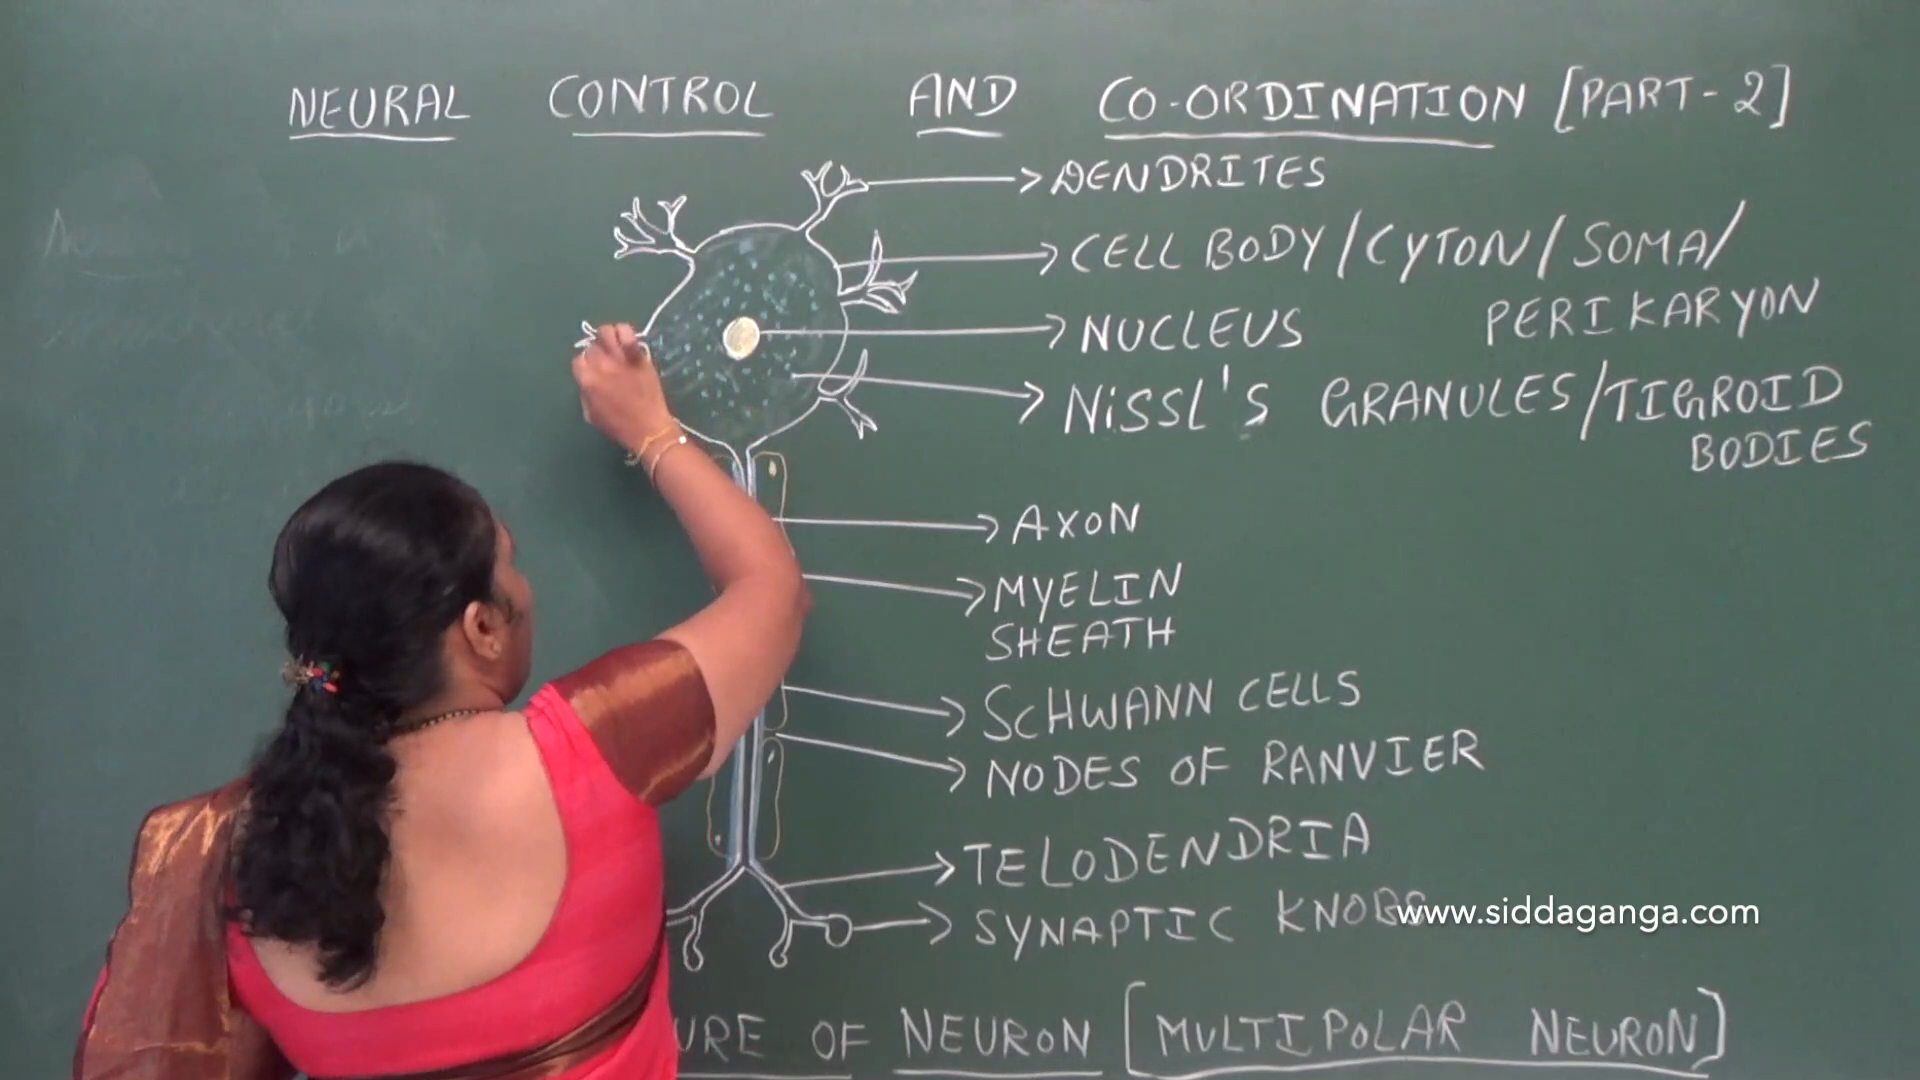 NEURAL CONTROL AND CO-ORDINATION [PART-2]
DENDRITES
CELL BODY/CYTON/SOMA/
PERIKARYON
NUCLEUS
NiSSL'S GRANULES/TIGROID
BODIES
AXON
MYELIN
SHEATH
SCHWANN CELLS
NODES OF RANVIER
TELODENDRIA
SYNAPTIC KNOBS
www.siddaganga.com
URE OF NEURON [MULTIPOLAR NEURON]